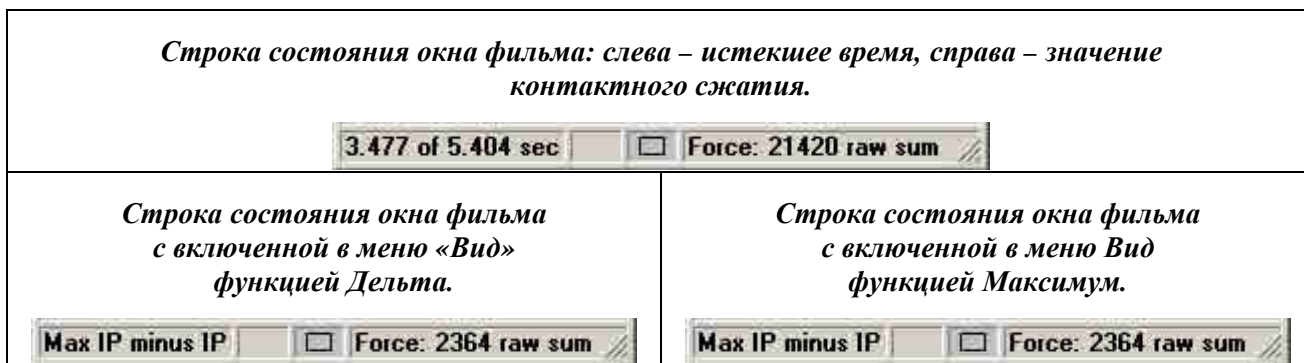 Строка состояния окна фильма: слева – истекшее время, справа – значение
контактного сжатия.
3.477 of 5.404 sec Force: 21420 raw sum
Строка состояния окна фильма
с включенной в меню «Вид»
функцией Дельта.
Max IP minus IP Force: 2364 raw sum
Строка состояния окна фильма
с включенной в меню Вид
функцией Максимум.
Max IP minus IP Force: 2364 raw sum